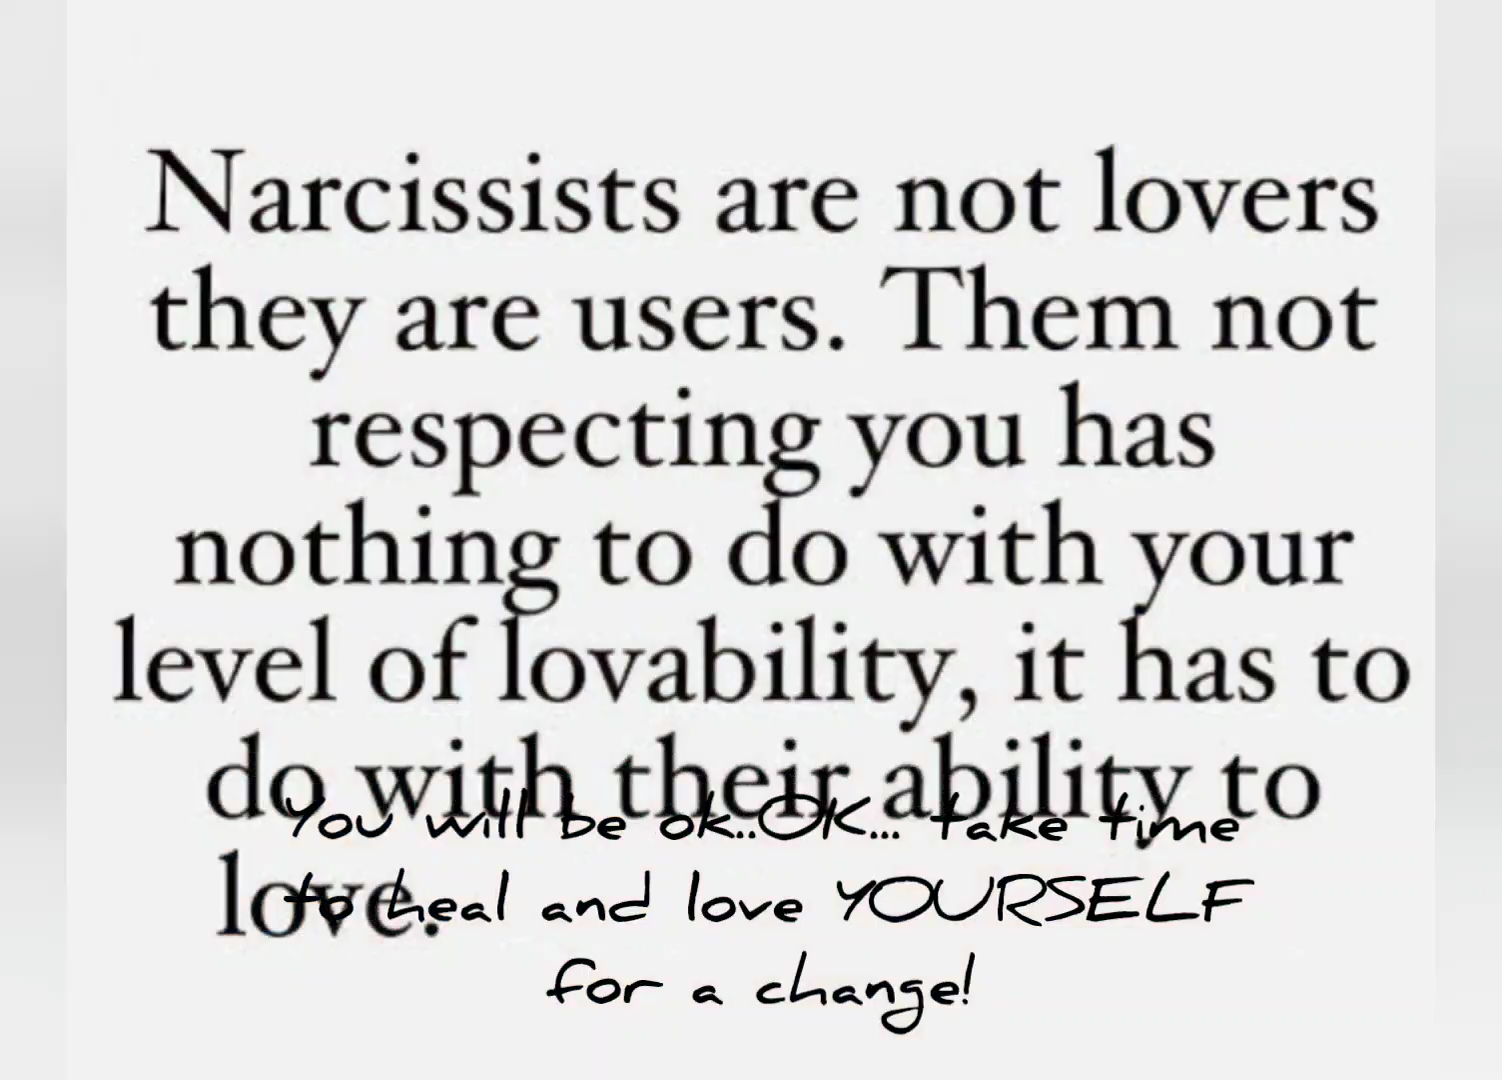 Narcissists are not lovers
they are users. Them not
respecting you has
nothing to do with your
level of lovability, it has to
do with their ability to
love.
You will be ok..OK... take time
to heal and love YOURSELF
for a change!